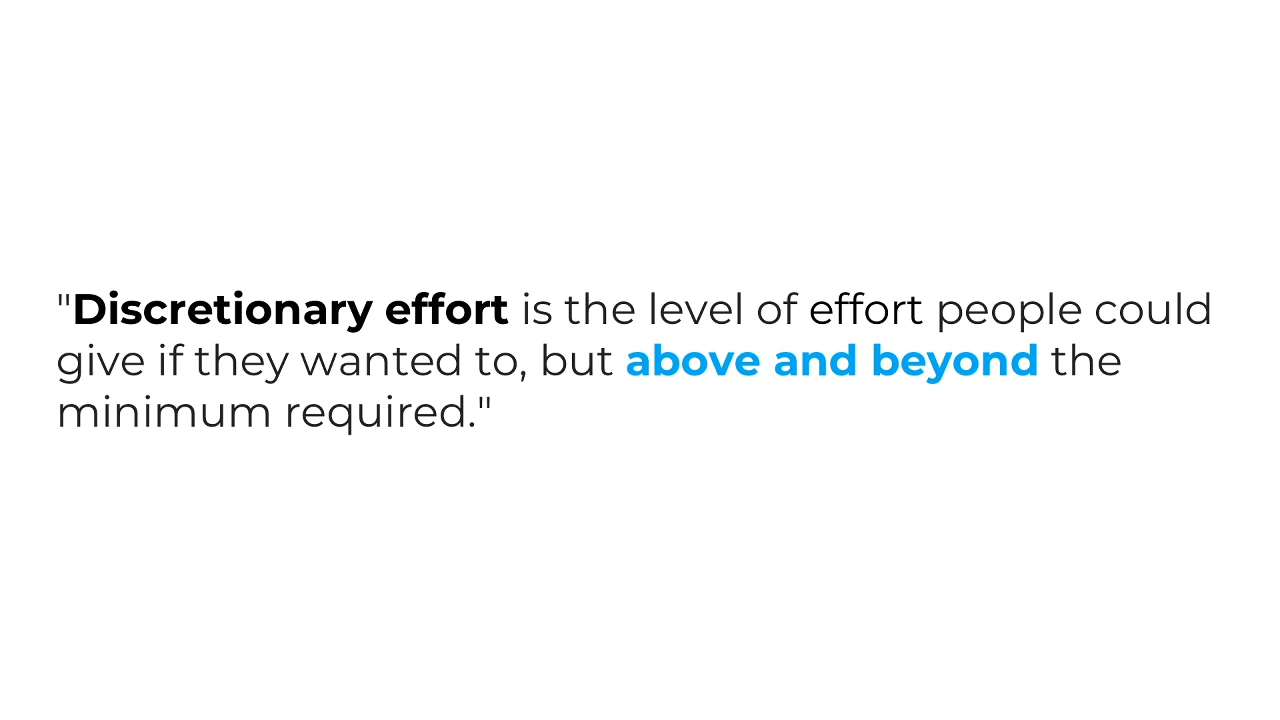 "Discretionary effort is the level of effort people could
give if they wanted to, but above and beyond the
minimum required."